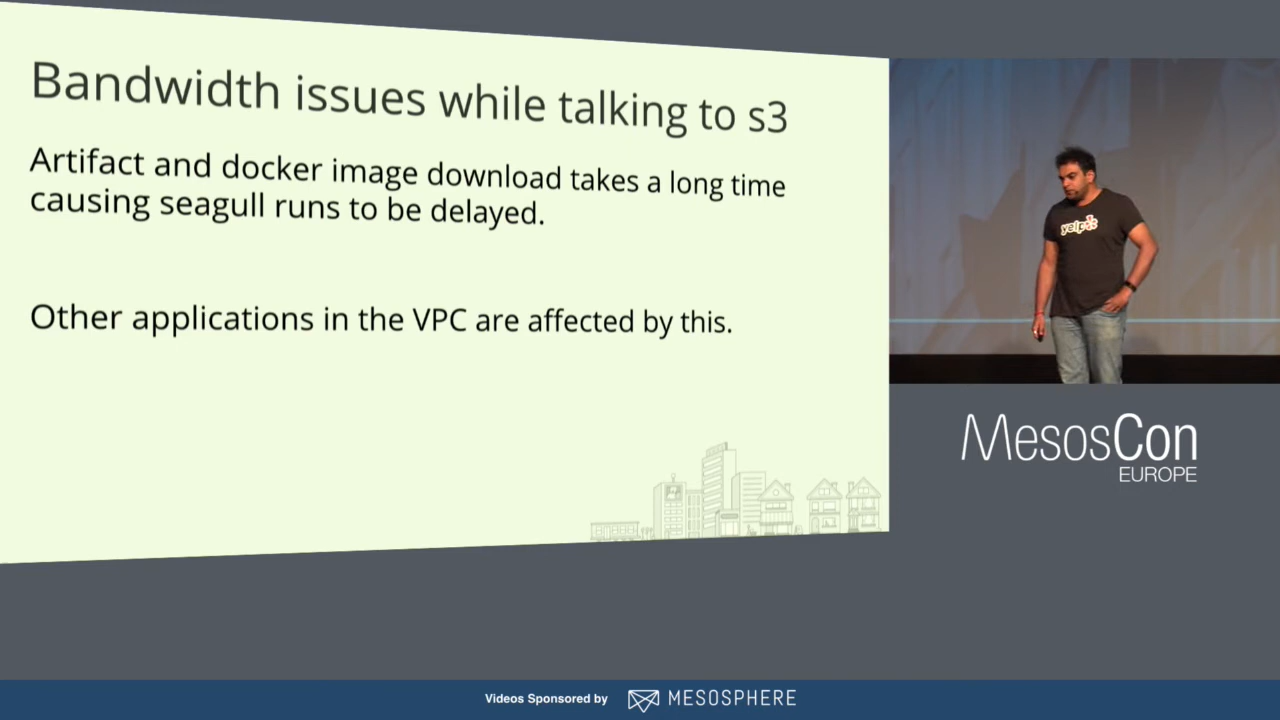 Bandwidth issues while talking to s3
Artifact and docker image download takes a long time
causing seagull runs to be delayed.
Other applications in the VPC are affected by this.
yelp
MesosCon
EUROPE
Videos Sponsored by MESOSPHERE